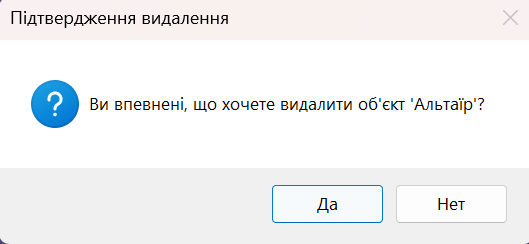 Підтвердження видалення
Ви впевнені, що хочете видалити об'єкт 'Альтаїр'?
Да
Нет